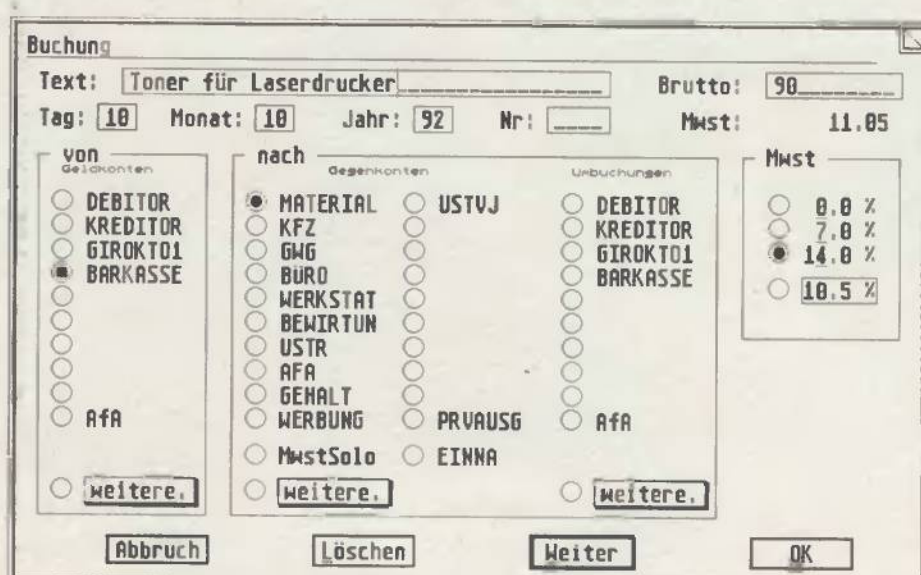 Buchung
Text: Toner für Laserdrucker Brutto: 90
Tag: 10 Monat: 10 Jahr: 92 Nr: Mwst: 11.05
von nach Mwst
Geldkonten Gegenkonten Umbuchungen
DEBITOR MATERIAL USTVJ DEBITOR 0.0 %
KREDITOR KFZ KREDITOR 7.0 %
GIROKTO1 GWG GIROKTO1 14.0 %
BARKASSE BÜRO BARKASSE 10.5 %
WERKSTAT
BEWIRTUN
USTR
AFA
GEHALT
AfA WERBUNG PRVAUSG AfA
MwstSolo EINNA
weitere. weitere. weitere.
Abbruch Löschen Weiter OK